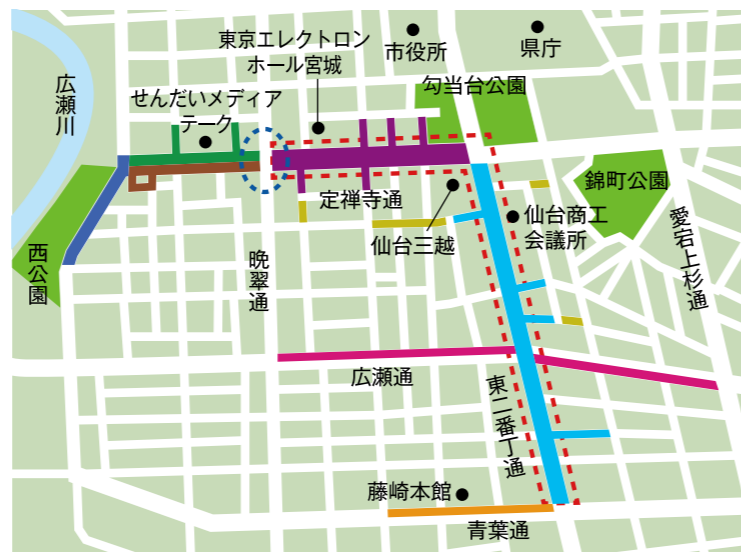 東京エレクトロン
ホール宮城
市役所
県庁
広瀬川
せんだいメディア
テーク
勾当台公園
錦町公園
定禅寺通
仙台三越
仙台商工
会議所
愛宕上杉通
西公園
晩翠通
広瀬通
東二番丁通
藤崎本館
青葉通